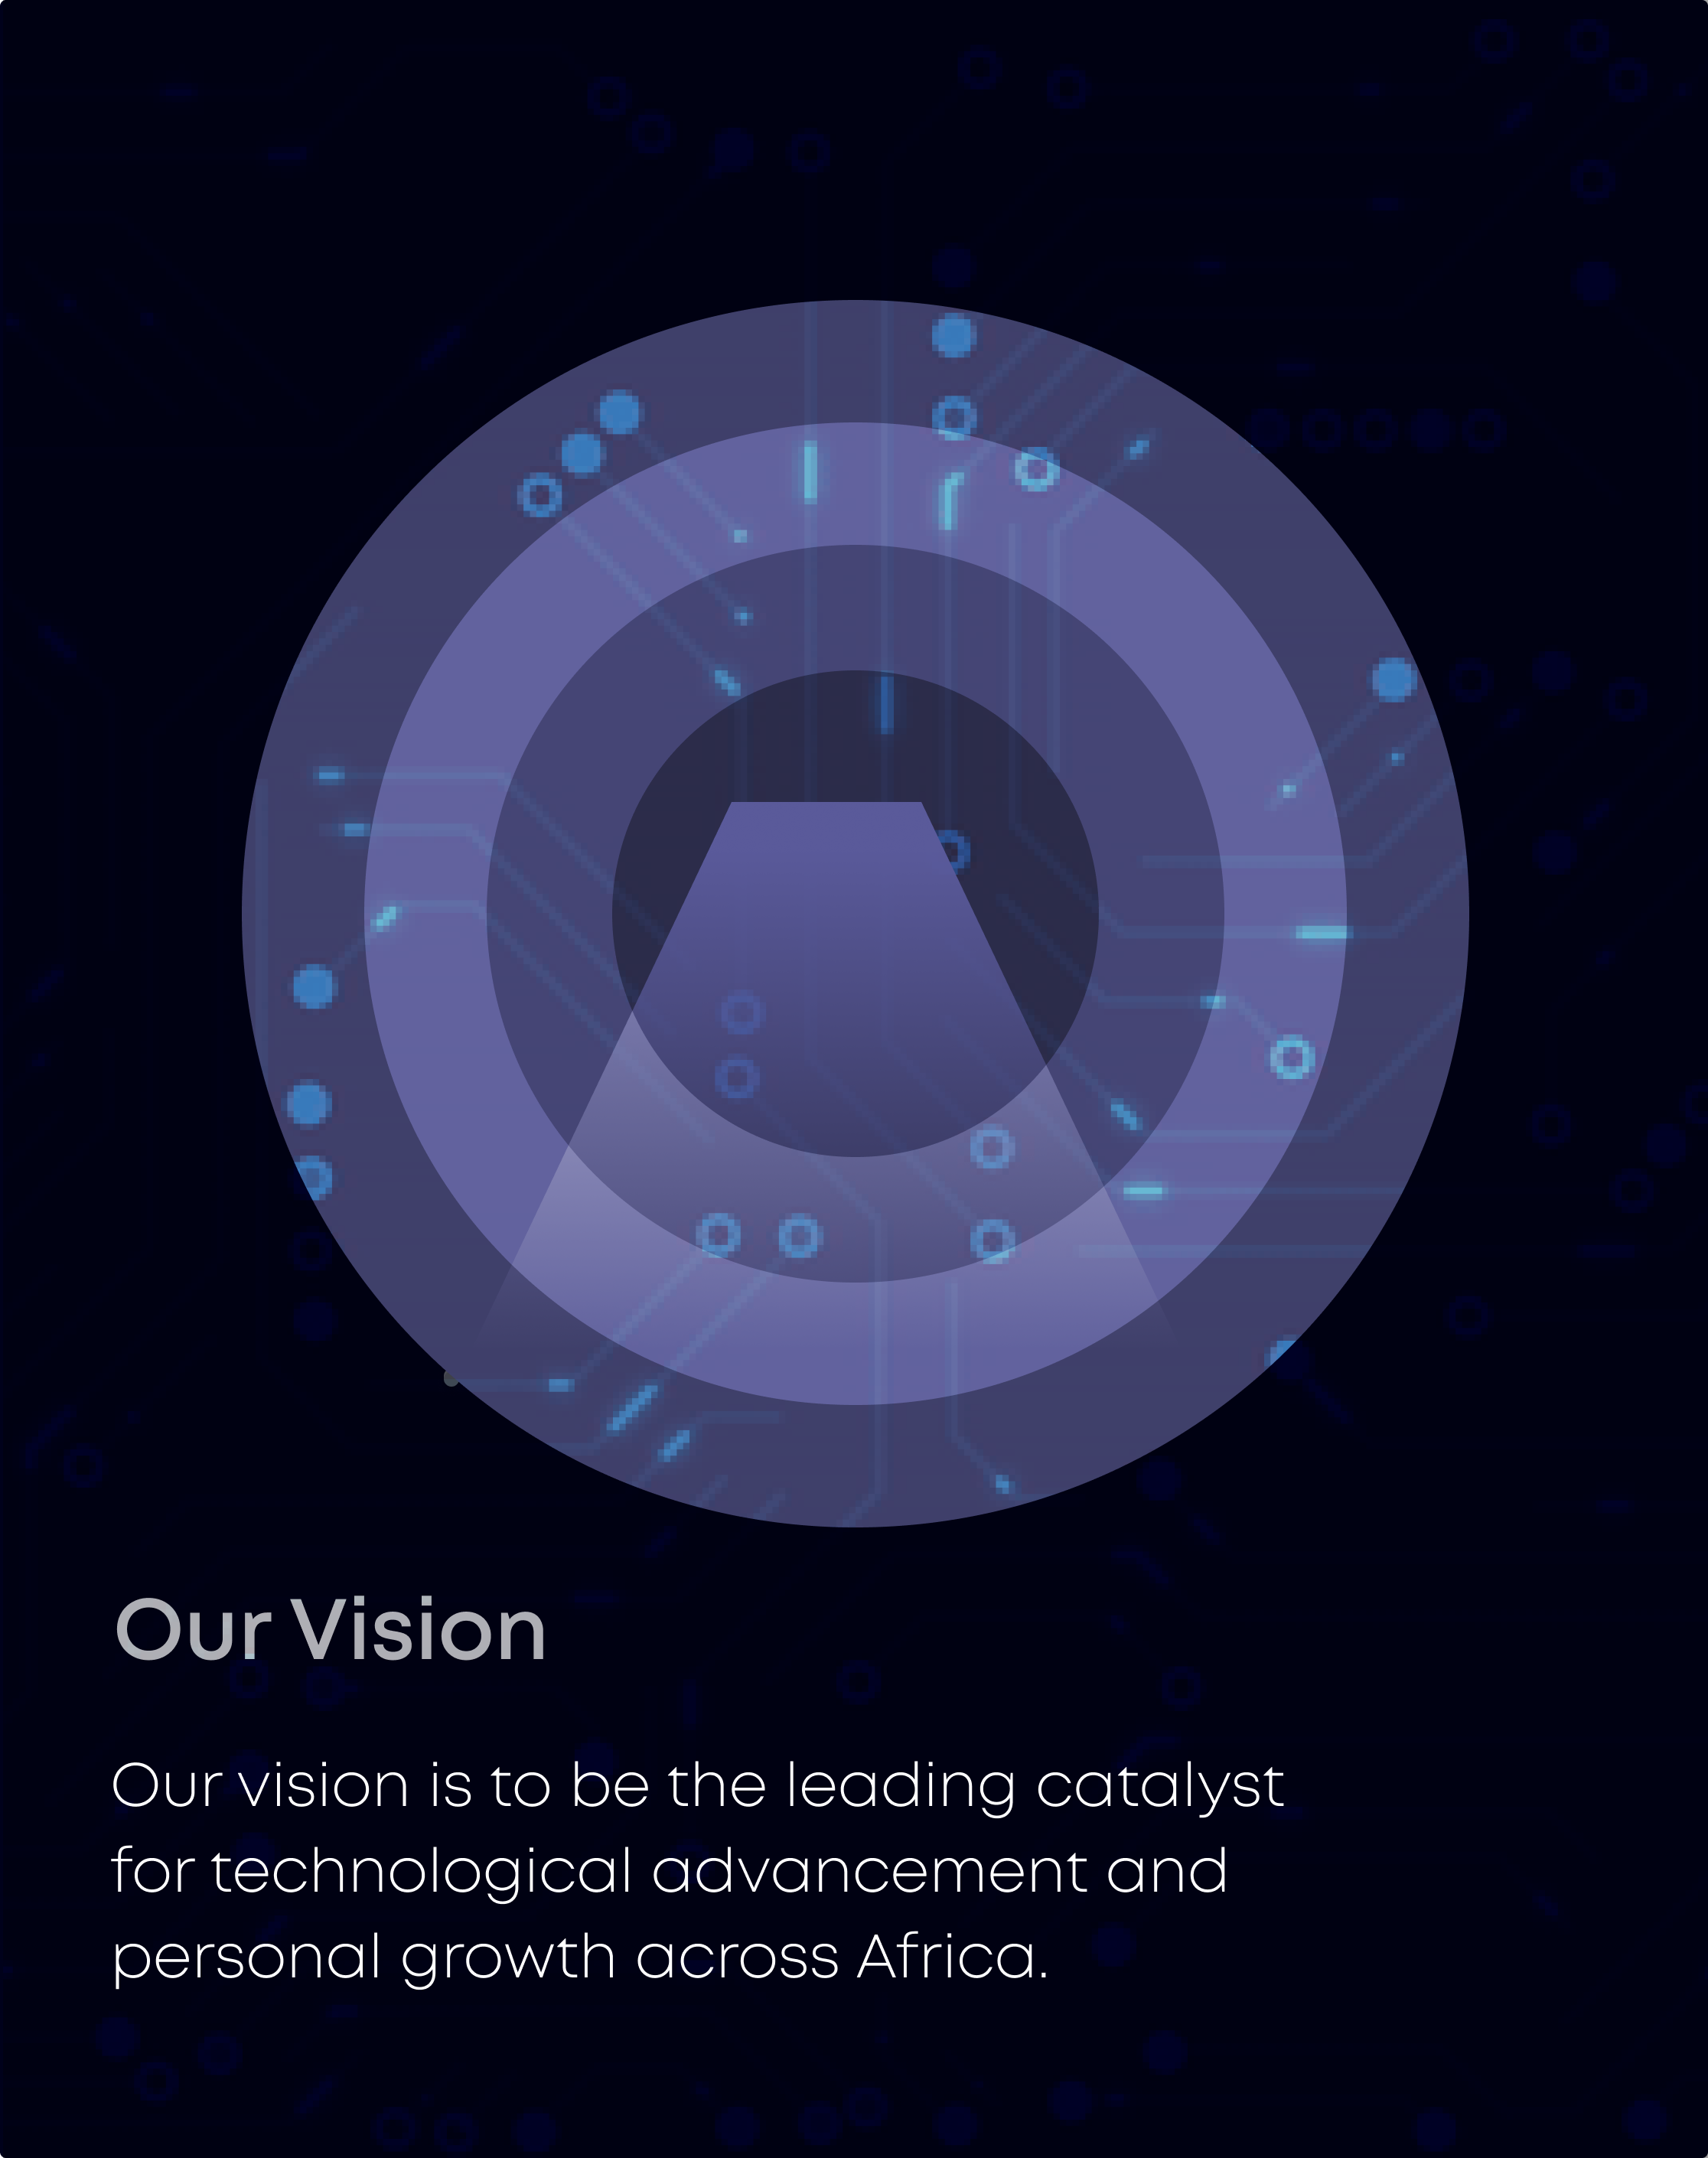 Our Vision
Our vision is to be the leading catalyst
for technological advancement and
personal growth across Africa.